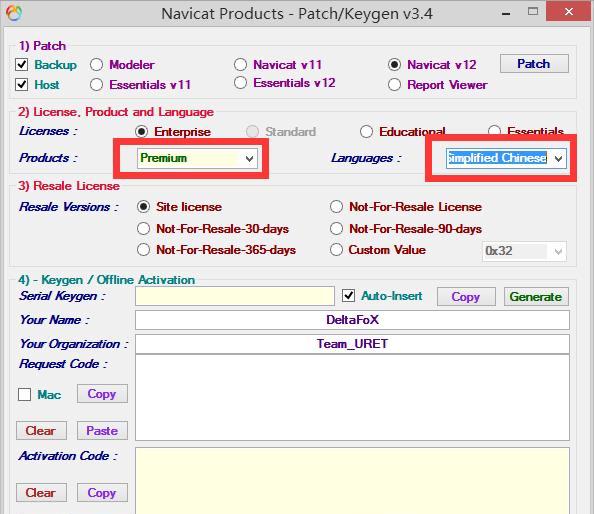 Navicat Products - Patch/Keygen v3.4
1) Patch
Backup Modeler Navicat v11 Navicat v12 Patch
Host Essentials v11 Essentials v12 Report Viewer
2) License, Product and Language
Licenses : Enterprise Standard Educational Essentials
Products : Premium Languages : Simplified Chinese
3) Resale License
Resale Versions : Site license Not-For-Resale License
Not-For-Resale-30-days Not-For-Resale-90-days
Not-For-Resale-365-days Custom Value 0x32
4) - Keygen / Offline Activation
Serial Keygen : Auto-Insert Copy Generate
Your Name : DeltaFoX
Your Organization : Team_URET
Request Code :
Mac Copy
Clear Paste
Activation Code :
Clear Copy